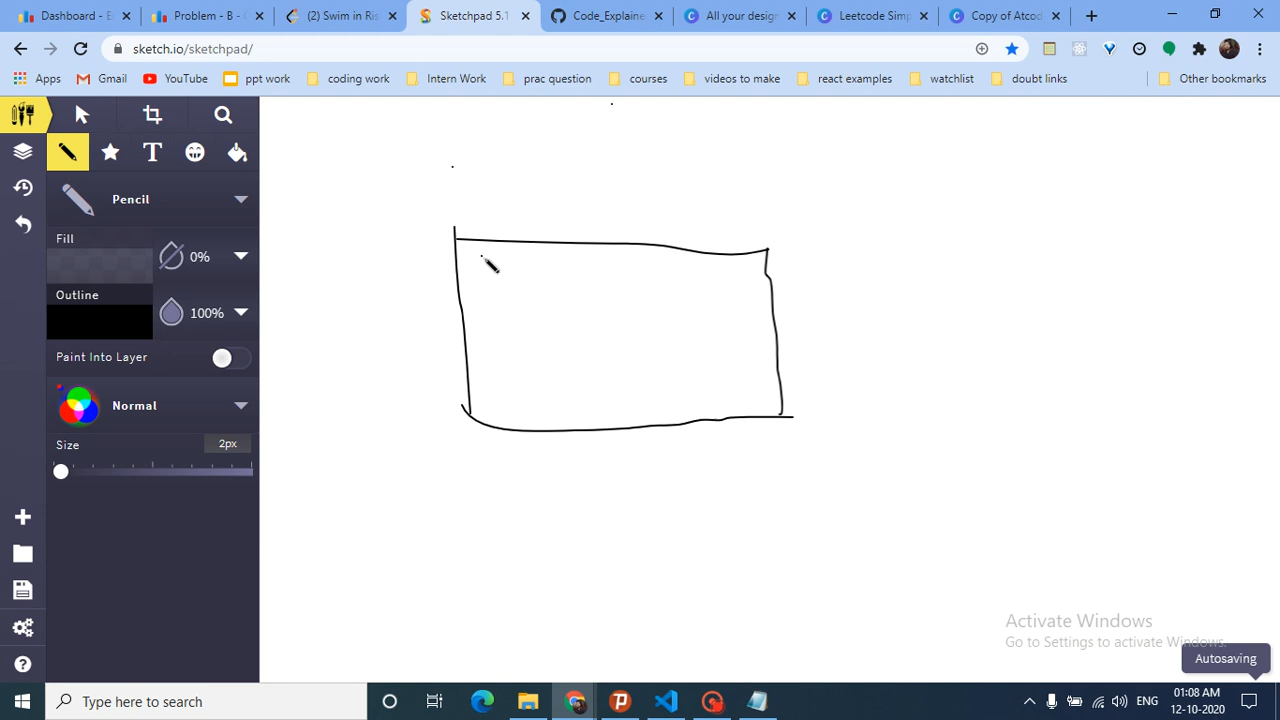 Dashboard - E
Problem - B - C
(2) Swim in Ris
Sketchpad 5.1
Code_Explaine
All your design
Leetcode Simp
Copy of Atcod
sketch.io/sketchpad/
Apps
Gmail
YouTube
ppt work
coding work
Intern Work
prac question
courses
videos to make
react examples
watchlist
doubt links
Other bookmarks
T
Pencil
Fill
0%
Outline
100%
Paint Into Layer
Normal
Size
2px
Activate Windows
Go to Settings to activate Windows.
Autosaving
Type here to search
ENG
01:08 AM
12-10-2020